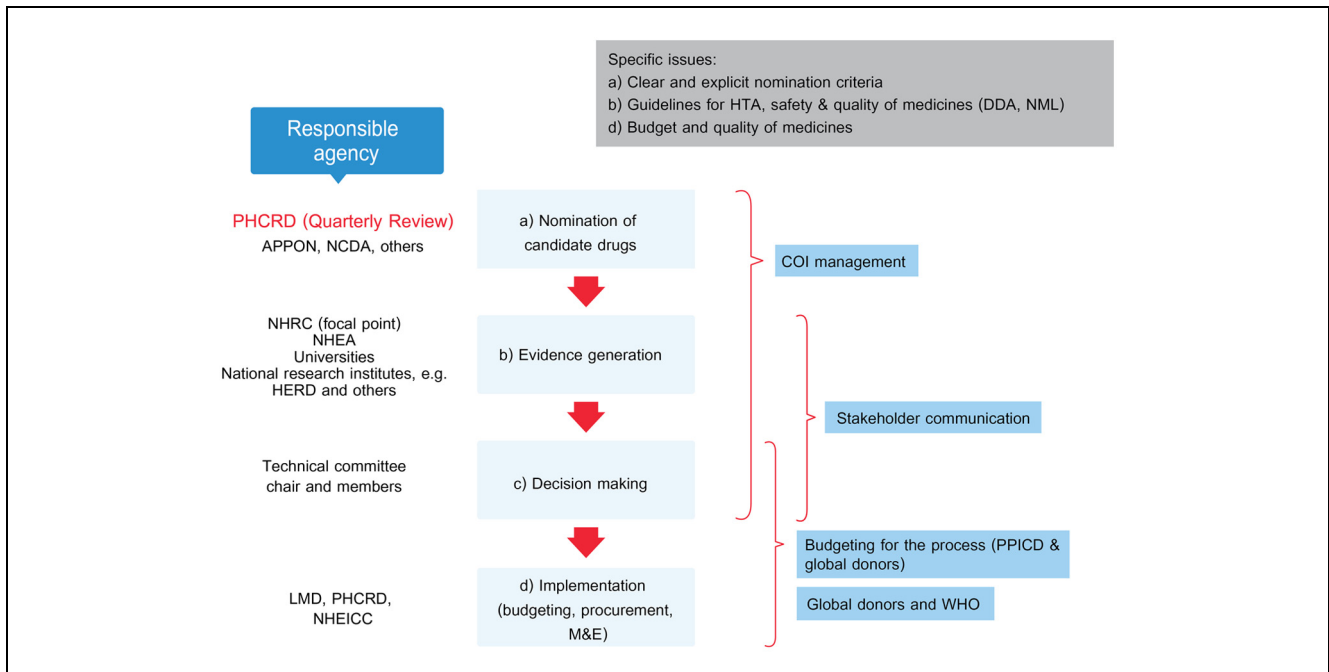 Specific issues:
a) Clear and explicit nomination criteria
b) Guidelines for HTA, safety & quality of medicines (DDA, NML)
d) Budget and quality of medicines
Responsible
agency
PHCRD (Quarterly Review)
APPON, NCDA, others
a) Nomination of
candidate drugs
COI management
NHRC (focal point)
NHEA
Universities
National research institutes, e.g.
HERD and others
b) Evidence generation
Stakeholder communication
Technical committee
chair and members
c) Decision making
Budgeting for the process (PPICD &
global donors)
LMD, PHCRD,
NHEICC
d) Implementation
(budgeting, procurement,
M&E)
Global donors and WHO